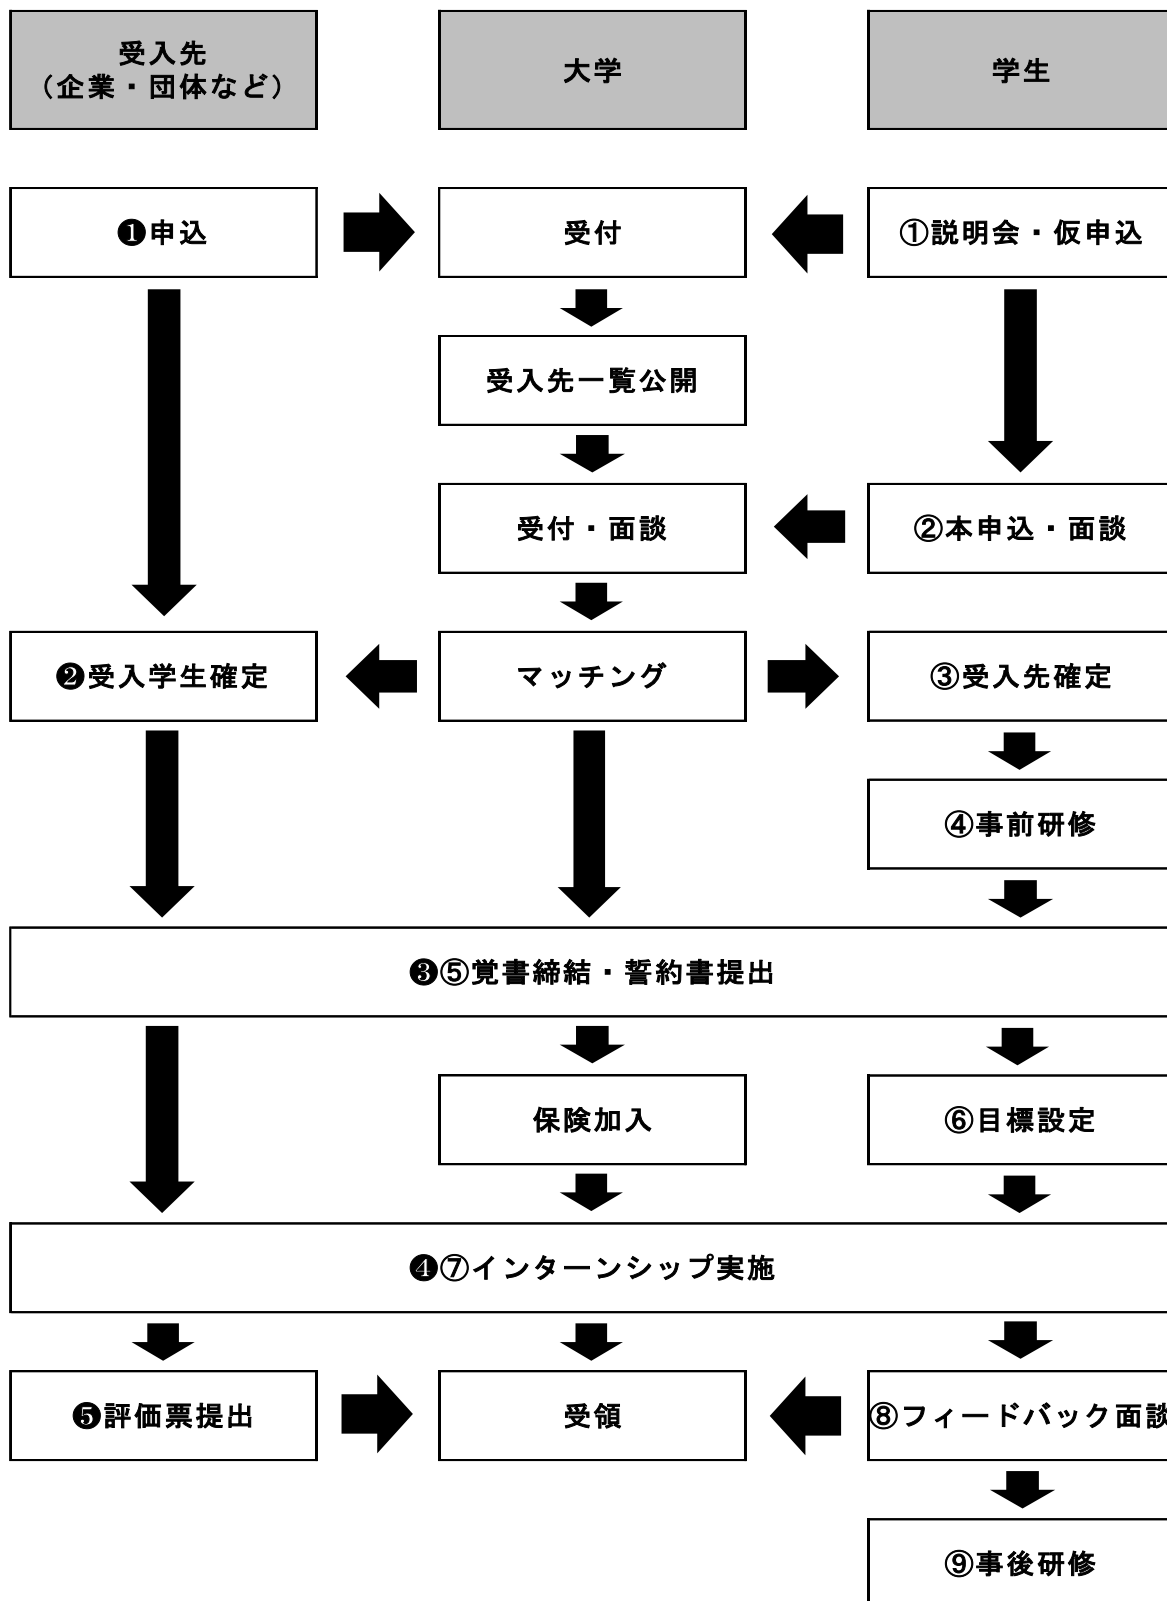 受入先
(企業・団体など)
大学
学生
❶申込
受付
①説明会・仮申込
受入先一覧公開
受付・面談
②本申込・面談
❷受入学生確定
マッチング
③受入先確定
④事前研修
❸⑤覚書締結・誓約書提出
保険加入
⑥目標設定
❹⑦インターンシップ実施
❺評価票提出
受領
⑧フィードバック面談
⑨事後研修